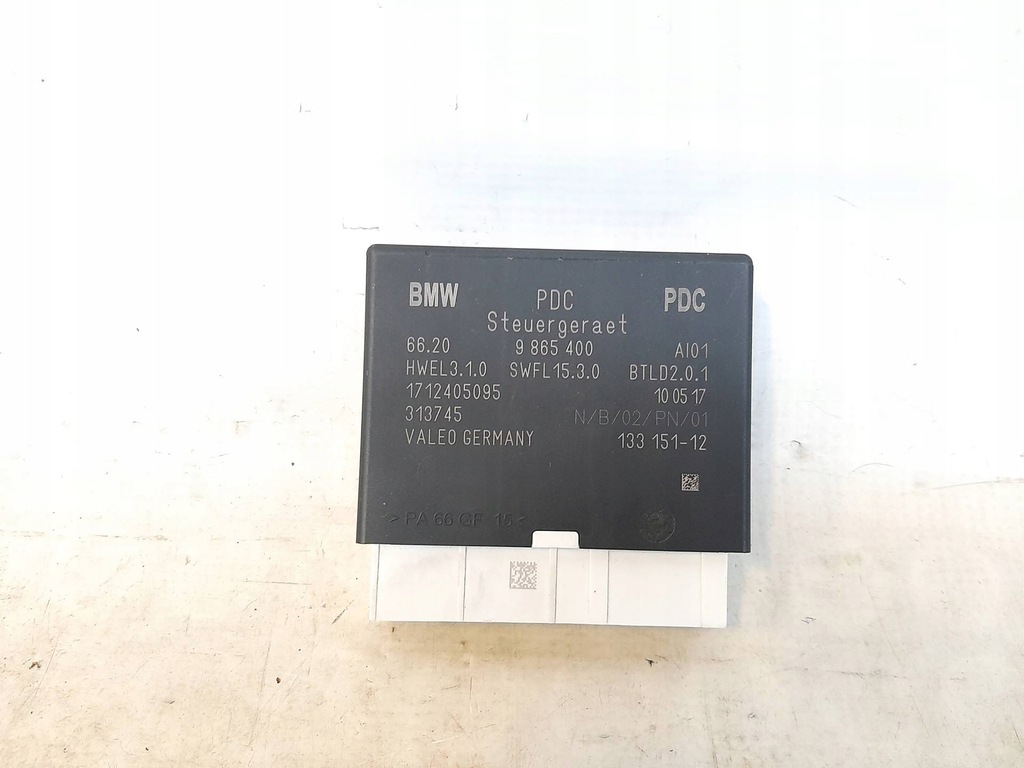 BMW PDC PDC
Steuergeraet
66.20 9 865 400 AI01
HWEL3.1.0 SWFL15.3.0 BTLD2.0.1
1712405095 10 05 17
313745 N/B/02/PN/01
VALEO GERMANY 133 151-12
> PA 66 GF 15 <